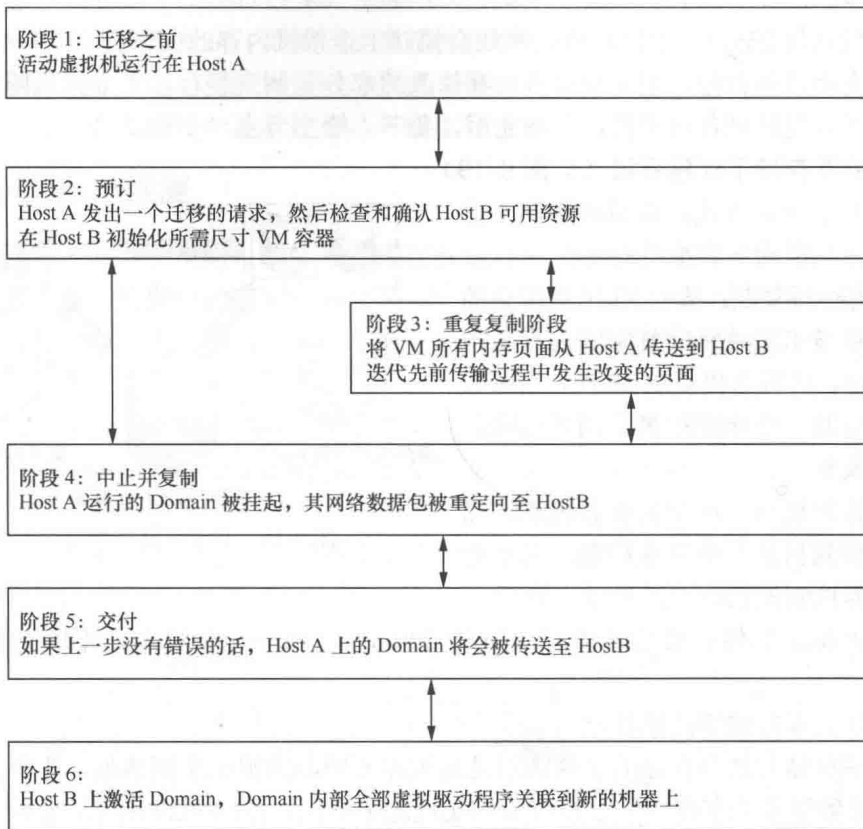 阶段 1：迁移之前
活动虚拟机运行在 Host A
阶段 2：预订
Host A 发出一个迁移的请求，然后检查和确认 Host B 可用资源
在 Host B 初始化所需尺寸 VM 容器
阶段 3：重复复制阶段
将 VM 所有内存页面从 Host A 传送到 Host B
迭代先前传输过程中发生改变的页面
阶段 4：中止并复制
Host A 运行的 Domain 被挂起，其网络数据包被重定向至 HostB
阶段 5：交付
如果上一步没有错误的话，Host A 上的 Domain 将会被传送至 HostB
阶段 6：
Host B 上激活 Domain，Domain 内部全部虚拟驱动程序关联到新的机器上